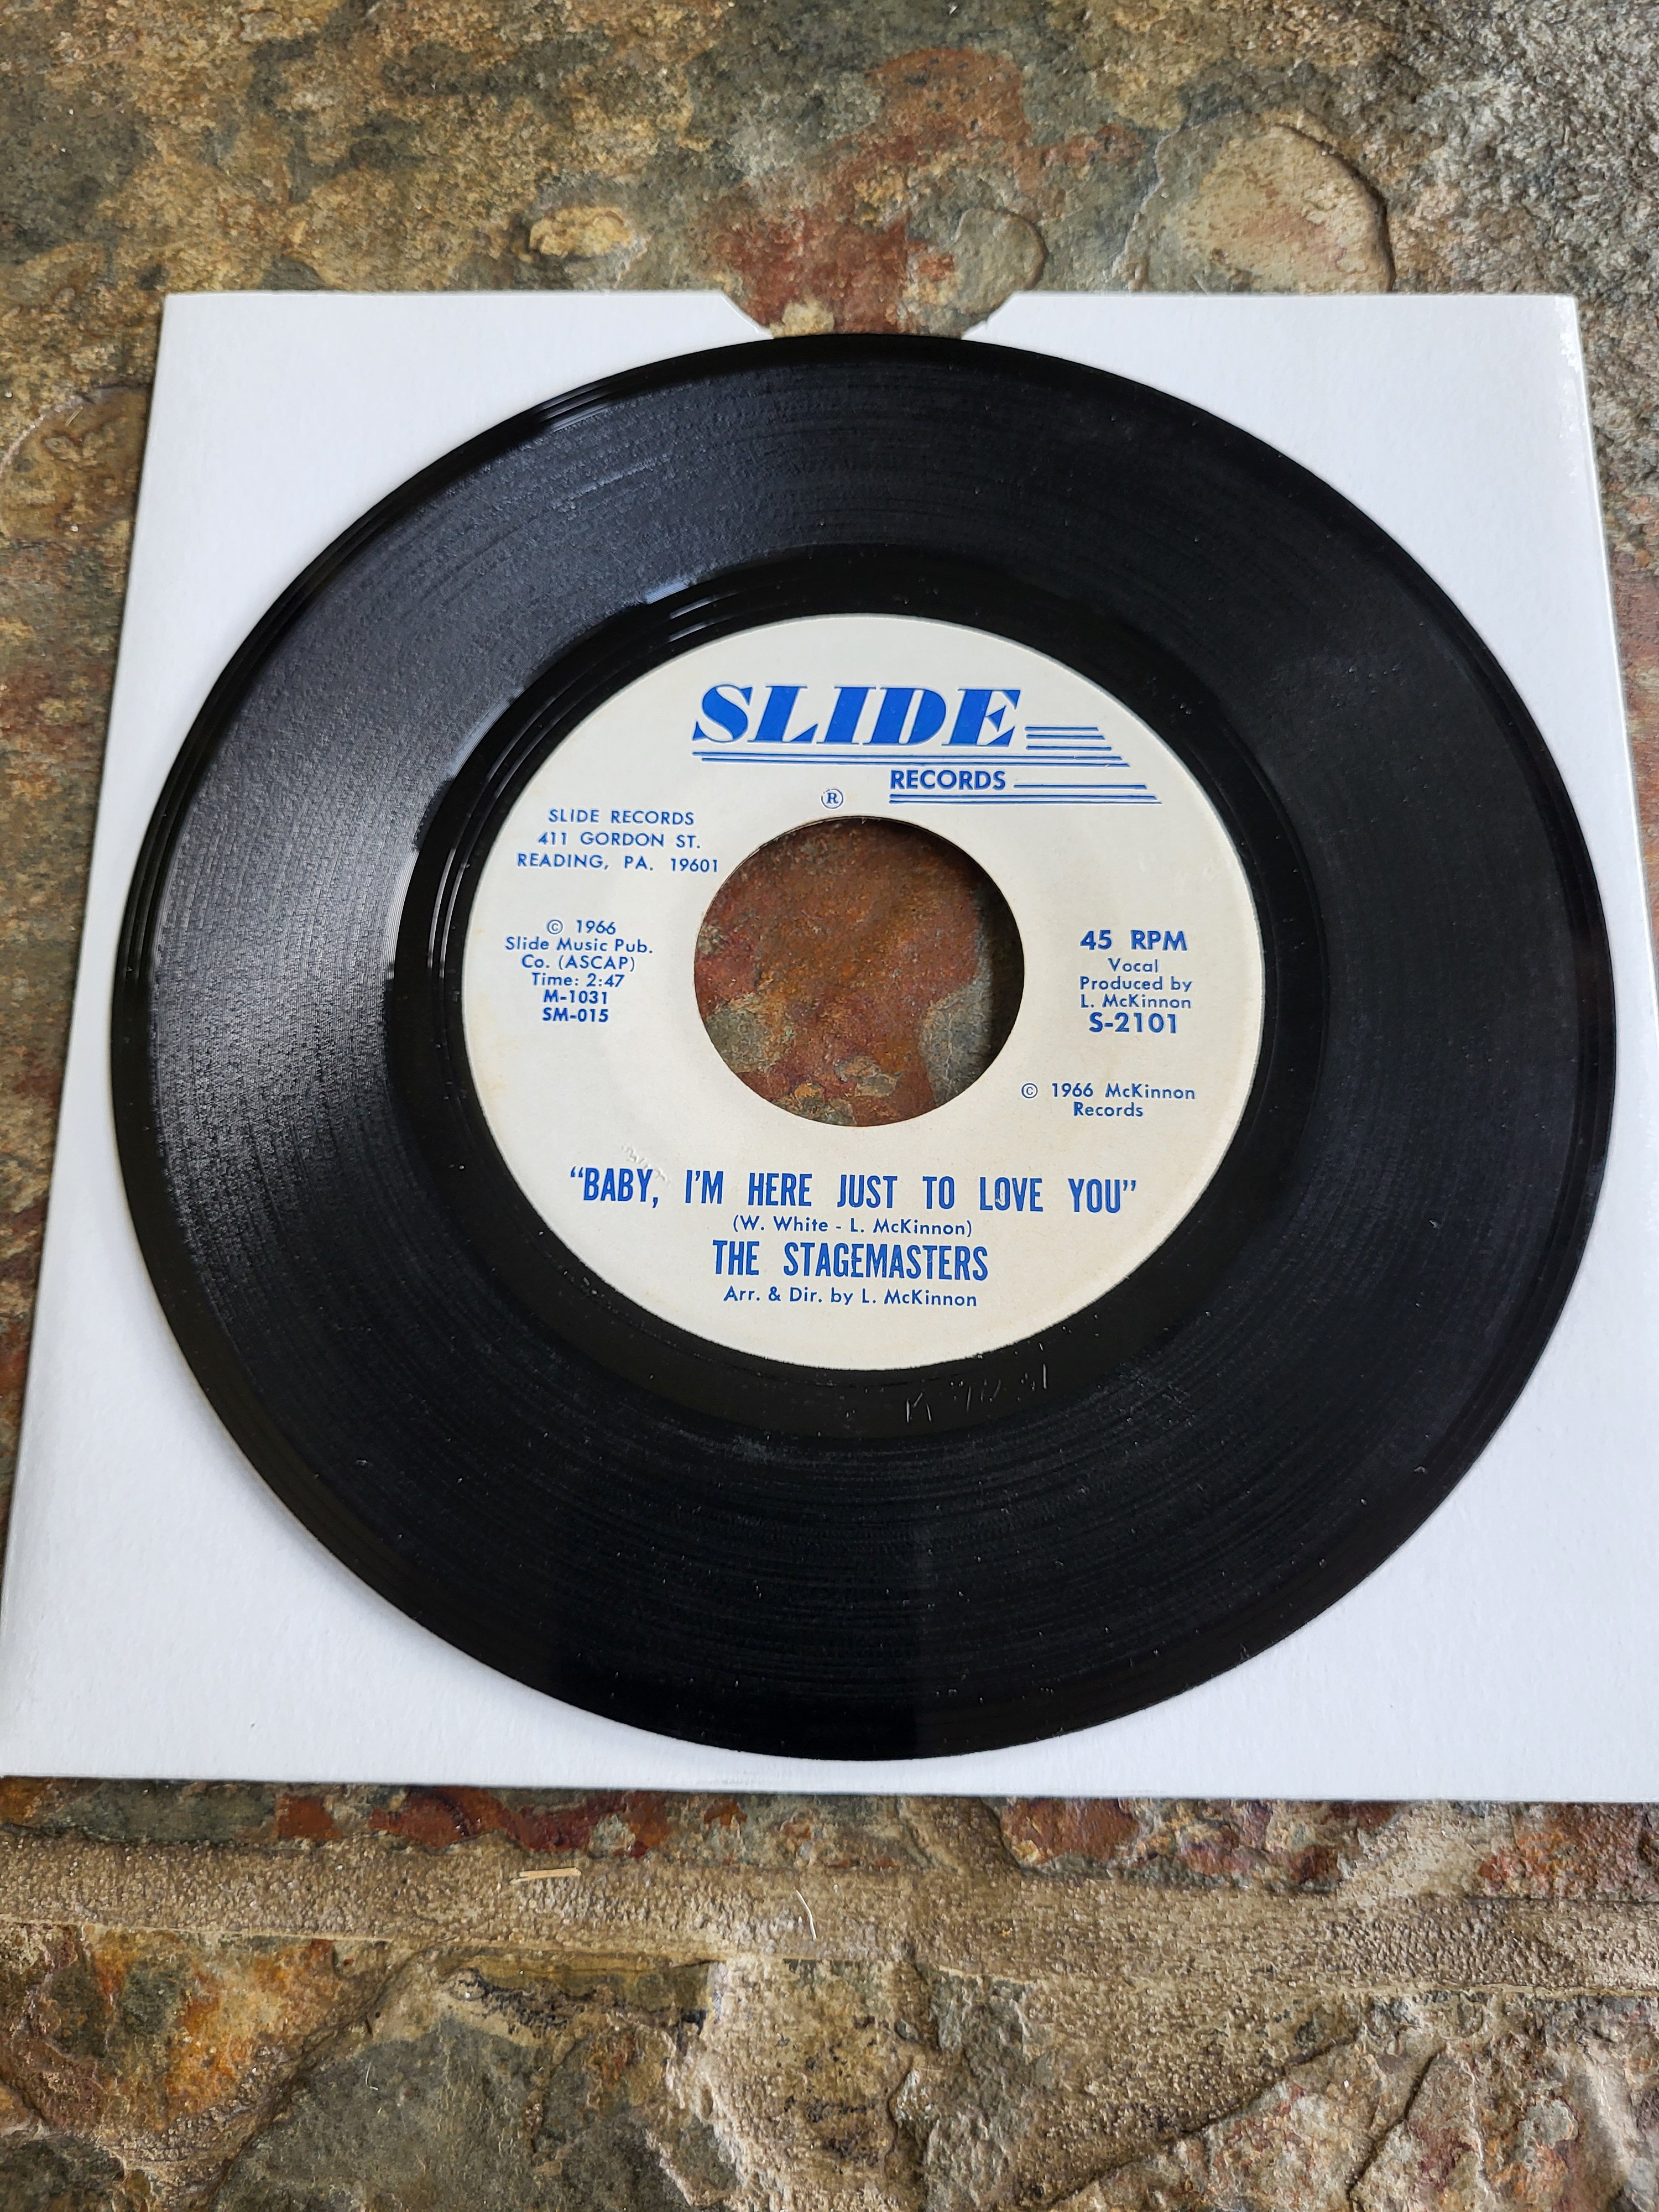 SLIDE
RECORDS
®
SLIDE RECORDS
411 GORDON ST.
READING, PA. 19601
© 1966
Slide Music Pub.
Co. (ASCAP)
Time: 2:47
M-1031
SM-015
45 RPM
Vocal
Produced by
L. McKinnon
S-2101
© 1966 McKinnon
Records
“BABY, I'M HERE JUST TO LOVE YOU”
(W. White - L. McKinnon)
THE STAGEMASTERS
Arr. & Dir. by L. McKinnon